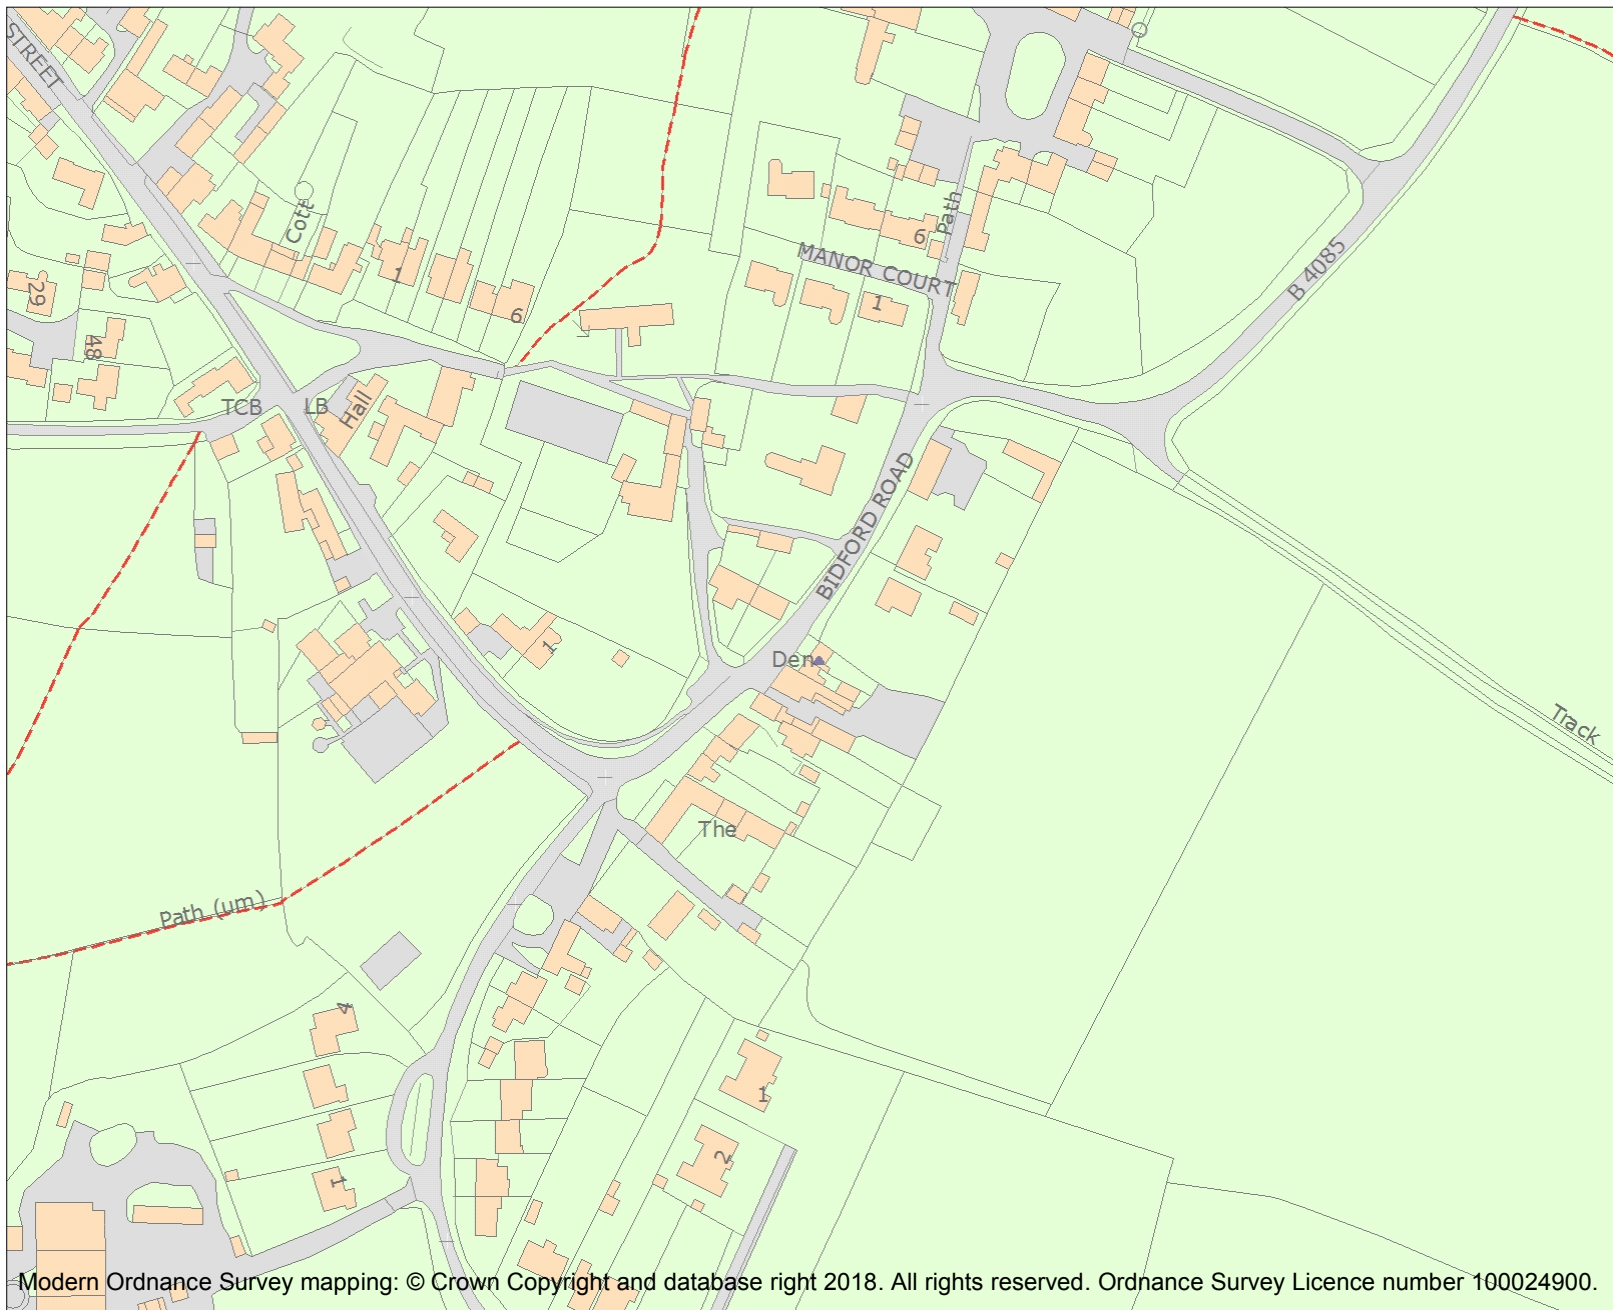 STREET
Cott
Path
6
MANOR COURT
1
B 4085
29
1
6
48
TCB
LB
Hall
BIDFORD ROAD
1
Den
Track
The
Path (um)
4
1
2
1
Modern Ordnance Survey mapping: © Crown Copyright and database right 2018. All rights reserved. Ordnance Survey Licence number 100024900.